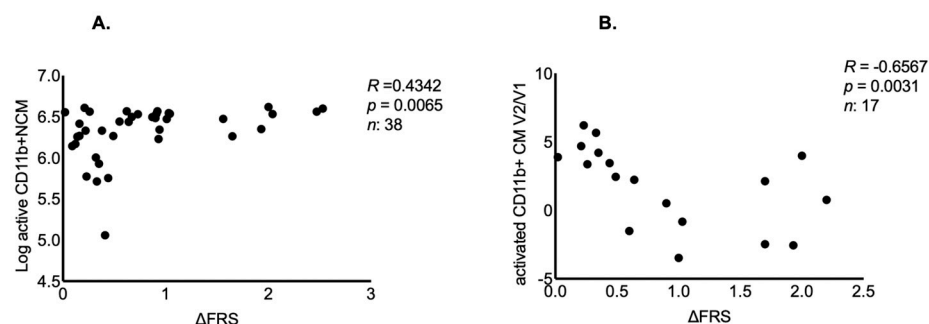 A.
R =0.4342
p = 0.0065
n: 38
Log active CD11b+NCM
7.0
6.5
6.0
5.5
5.0
4.5
0
1
2
3
ΔFRS
B.
R = -0.6567
p = 0.0031
n: 17
activated CD11b+ CM V2/V1
10
5
0
-5
0.0
0.5
1.0
1.5
2.0
2.5
ΔFRS